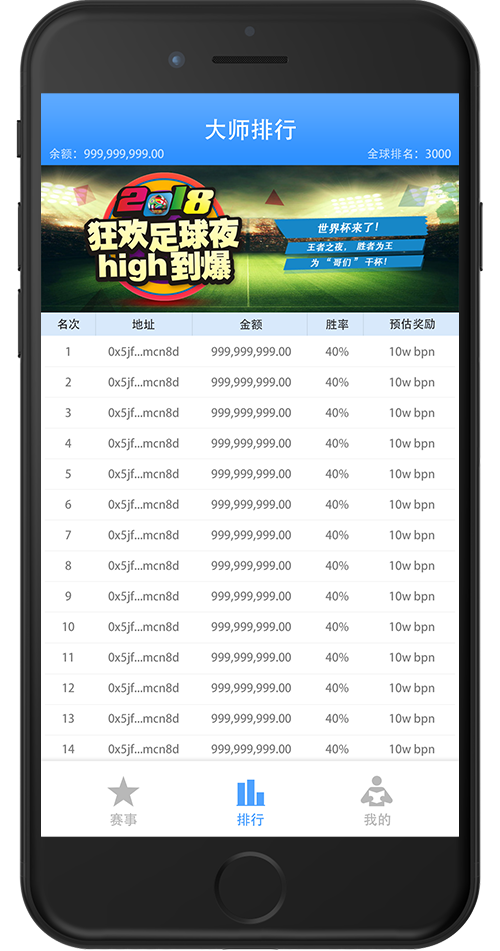 大师排行
余额：999,999,999.00 全球排名：3000
2018
狂欢足球夜
high到爆
世界杯来了！
王者之夜，胜者为王
为“哥们”干杯！
名次 地址 金额 胜率 预估奖励
1 0x5jf...mcn8d 999,999,999.00 40% 10w bpn
2 0x5jf...mcn8d 999,999,999.00 40% 10w bpn
3 0x5jf...mcn8d 999,999,999.00 40% 10w bpn
4 0x5jf...mcn8d 999,999,999.00 40% 10w bpn
5 0x5jf...mcn8d 999,999,999.00 40% 10w bpn
6 0x5jf...mcn8d 999,999,999.00 40% 10w bpn
7 0x5jf...mcn8d 999,999,999.00 40% 10w bpn
8 0x5jf...mcn8d 999,999,999.00 40% 10w bpn
9 0x5jf...mcn8d 999,999,999.00 40% 10w bpn
10 0x5jf...mcn8d 999,999,999.00 40% 10w bpn
11 0x5jf...mcn8d 999,999,999.00 40% 10w bpn
12 0x5jf...mcn8d 999,999,999.00 40% 10w bpn
13 0x5jf...mcn8d 999,999,999.00 40% 10w bpn
14 0x5jf...mcn8d 999,999,999.00 40% 10w bpn
赛事 排行 我的